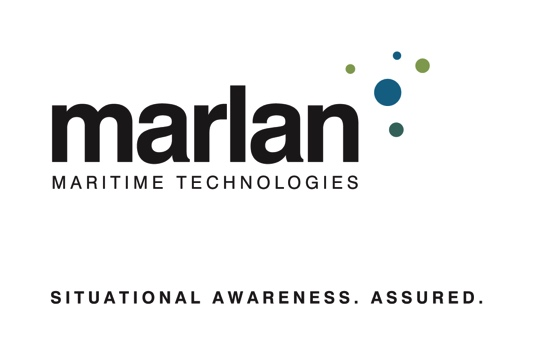 marlan
MARITIME TECHNOLOGIES
SITUATIONAL AWARENESS. ASSURED.